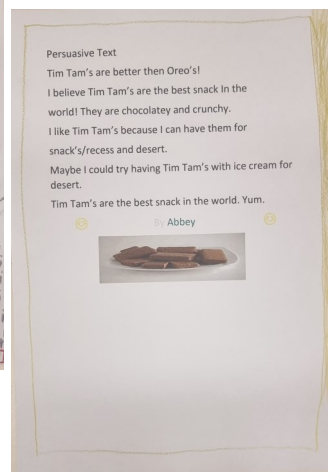 Persuasive Text
Tim Tam's are better then Oreo's!
I believe Tim Tam's are the best snack In the
world! They are chocolatey and crunchy.
I like Tim Tam's because I can have them for
snack's/recess and desert.
Maybe I could try having Tim Tam's with ice cream for
desert.
Tim Tam's are the best snack in the world. Yum.
By Abbey